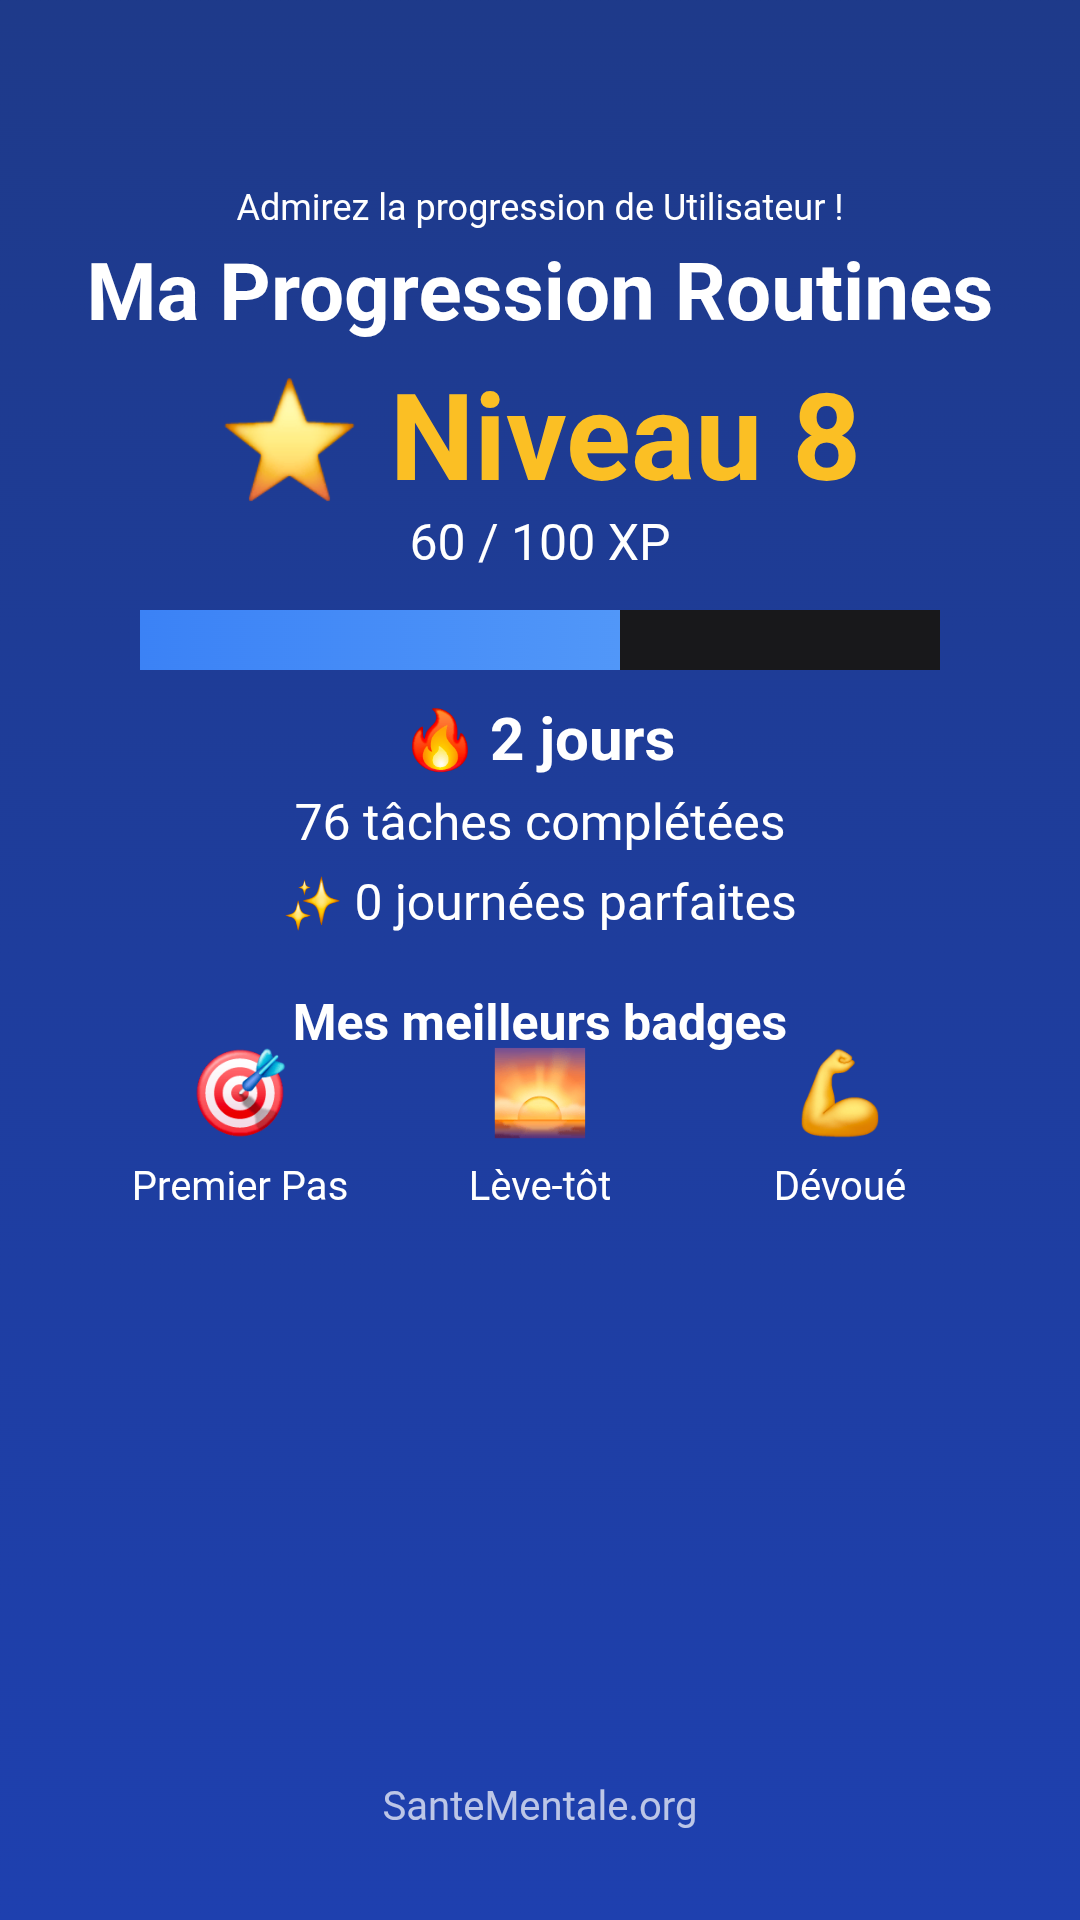 Admirez la progression de Utilisateur !
Ma Progression Routines
⭐ Niveau 8
60 / 100 XP
🔥 2 jours
76 tâches complétées
✨ 0 journées parfaites
Mes meilleurs badges
Premier Pas
Lève-tôt
Dévoué
SanteMentale.org